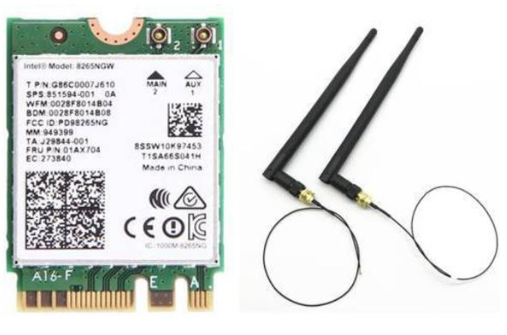 2 1
Intel® Model: 8265NGW
T P/N:G86C0007J610
SPS:851594-001 0A
WFM:0028F8014B04
BDM:0028F8014B08
FCC ID:PD98265NG
MM:949399
TA:J29844-001
FRU P/N:01AX704
EC:273840
MAIN AUX
2 1
8SSW10K97453
T1SA66S041H
Made in China
CE
IC: 1000M-8265NG
A16-F E A